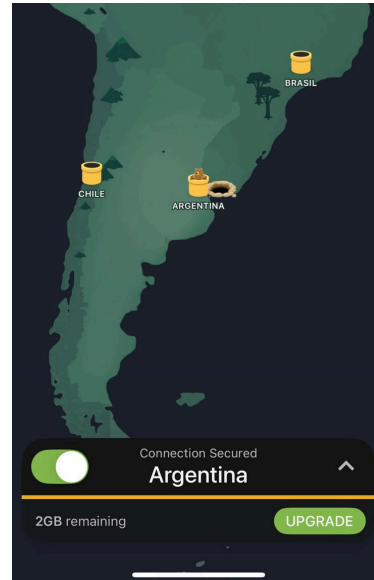 BRASIL
CHILE
ARGENTINA
Connection Secured
Argentina
2GB remaining
UPGRADE